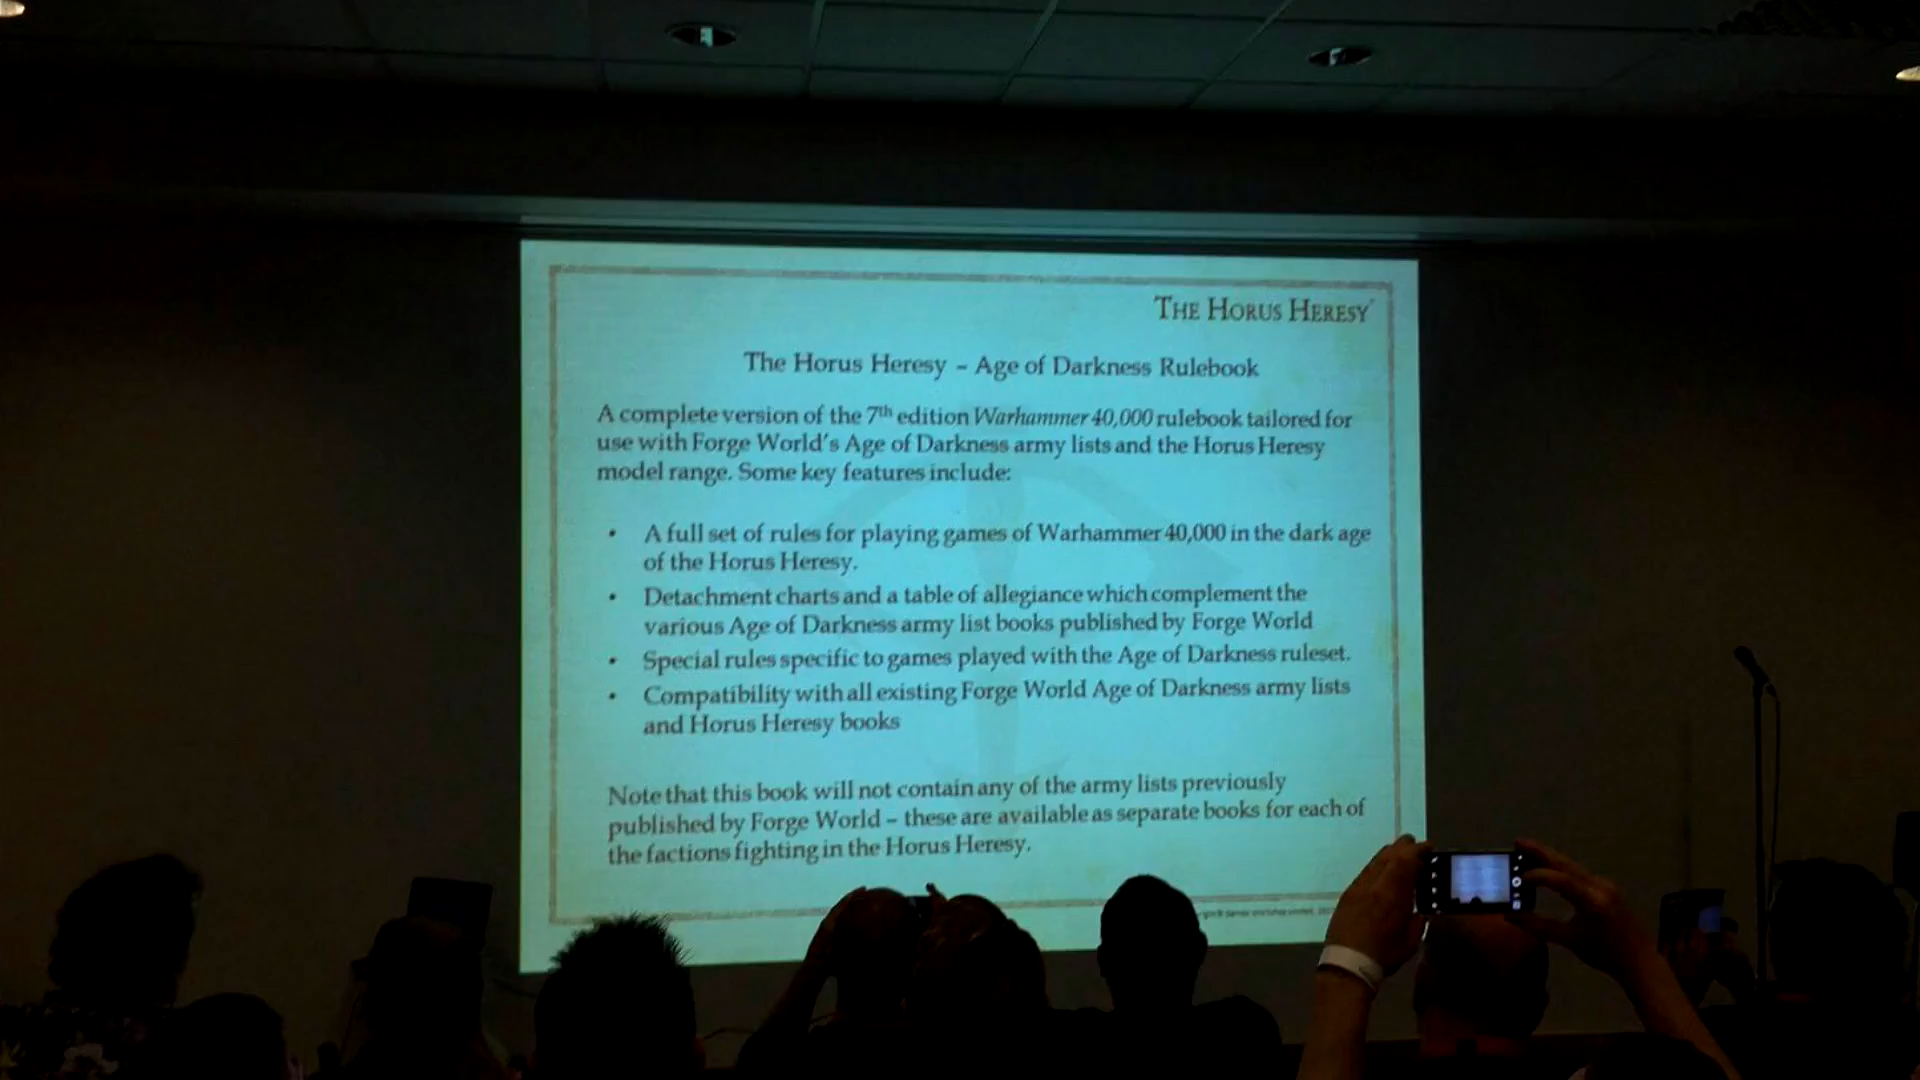 THE HORUS HERESY
The Horus Heresy – Age of Darkness Rulebook
A complete version of the 7th edition Warhammer 40,000 rulebook tailored for
use with Forge World's Age of Darkness army lists and the Horus Heresy
model range. Some key features include:
• A full set of rules for playing games of Warhammer 40,000 in the dark age
of the Horus Heresy.
• Detachment charts and a table of allegiance which complement the
various Age of Darkness army list books published by Forge World
• Special rules specific to games played with the Age of Darkness ruleset.
• Compatibility with all existing Forge World Age of Darkness army lists
and Horus Heresy books
Note that this book will not contain any of the army lists previously
published by Forge World – these are available as separate books for each of
the factions fighting in the Horus Heresy.